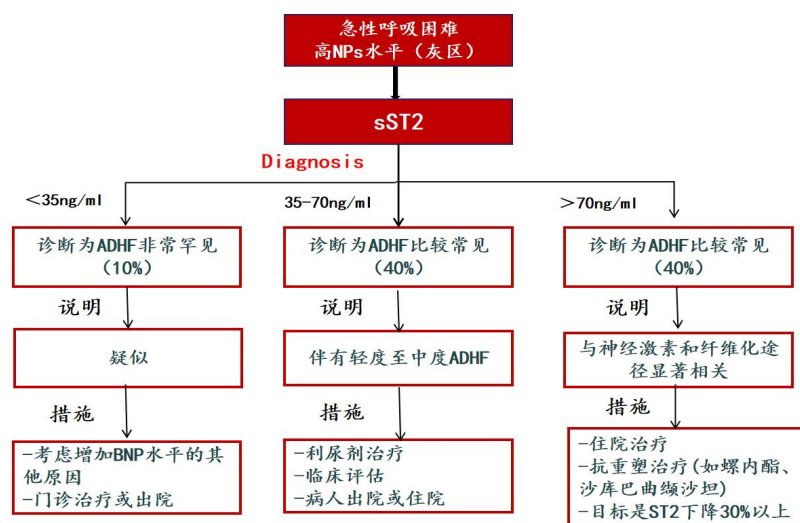 急性呼吸困难
高NPs水平（灰区）
sST2
Diagnosis
＜35ng/ml
35-70ng/ml
＞70ng/ml
诊断为ADHF非常罕见
（10%）
诊断为ADHF比较常见
（40%）
诊断为ADHF比较常见
（40%）
说明
说明
说明
疑似
伴有轻度至中度ADHF
与神经激素和纤维化途
径显著相关
措施
措施
措施
-考虑增加BNP水平的其
他原因
-门诊治疗或出院
-利尿剂治疗
-临床评估
-病人出院或住院
-住院治疗
-抗重塑治疗(如螺内酯、
沙库巴曲缬沙坦)
-目标是ST2下降30%以上